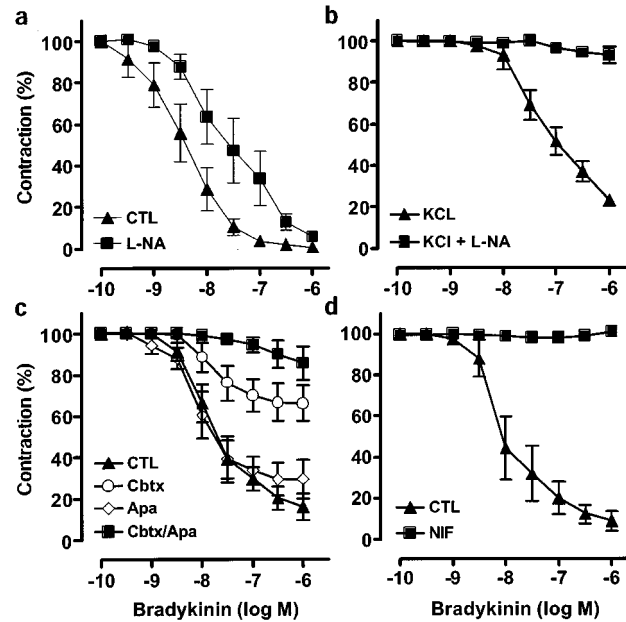 a
100
80
60
40
20
0
Contraction (%)
CTL
L-NA
-10 -9 -8 -7 -6
b
100
80
60
40
20
0
KCL
KCl + L-NA
-10 -9 -8 -7 -6
c
100
80
60
40
20
0
Contraction (%)
CTL
Cbtx
Apa
Cbtx/Apa
-10 -9 -8 -7 -6
Bradykinin (log M)
d
100
80
60
40
20
0
CTL
NIF
-10 -9 -8 -7 -6
Bradykinin (log M)